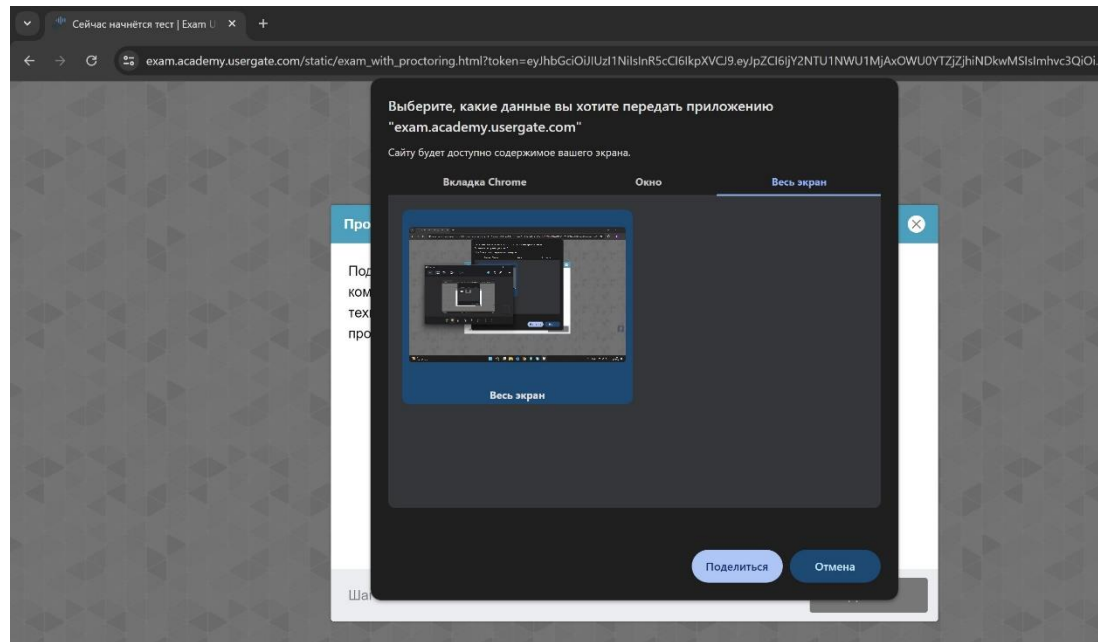 Сейчас начнётся тест | Exam U
exam.academy.usergate.com/static/exam_with_proctoring.html?token=eyJhbGciOiJIUzI1NiIsInR5cCI6IkpXVCJ9.eyJpZCI6IjY2NTU1NWU1MjAxOWU0YTZjZjhiNDkwMSIsImhvc3QiOi.
Выберите, какие данные вы хотите передать приложению
"exam.academy.usergate.com"
Сайту будет доступно содержимое вашего экрана.
Вкладка Chrome Окно Весь экран
Про
Под
ком
тех
про
Весь экран
Поделиться Отмена
Шаг